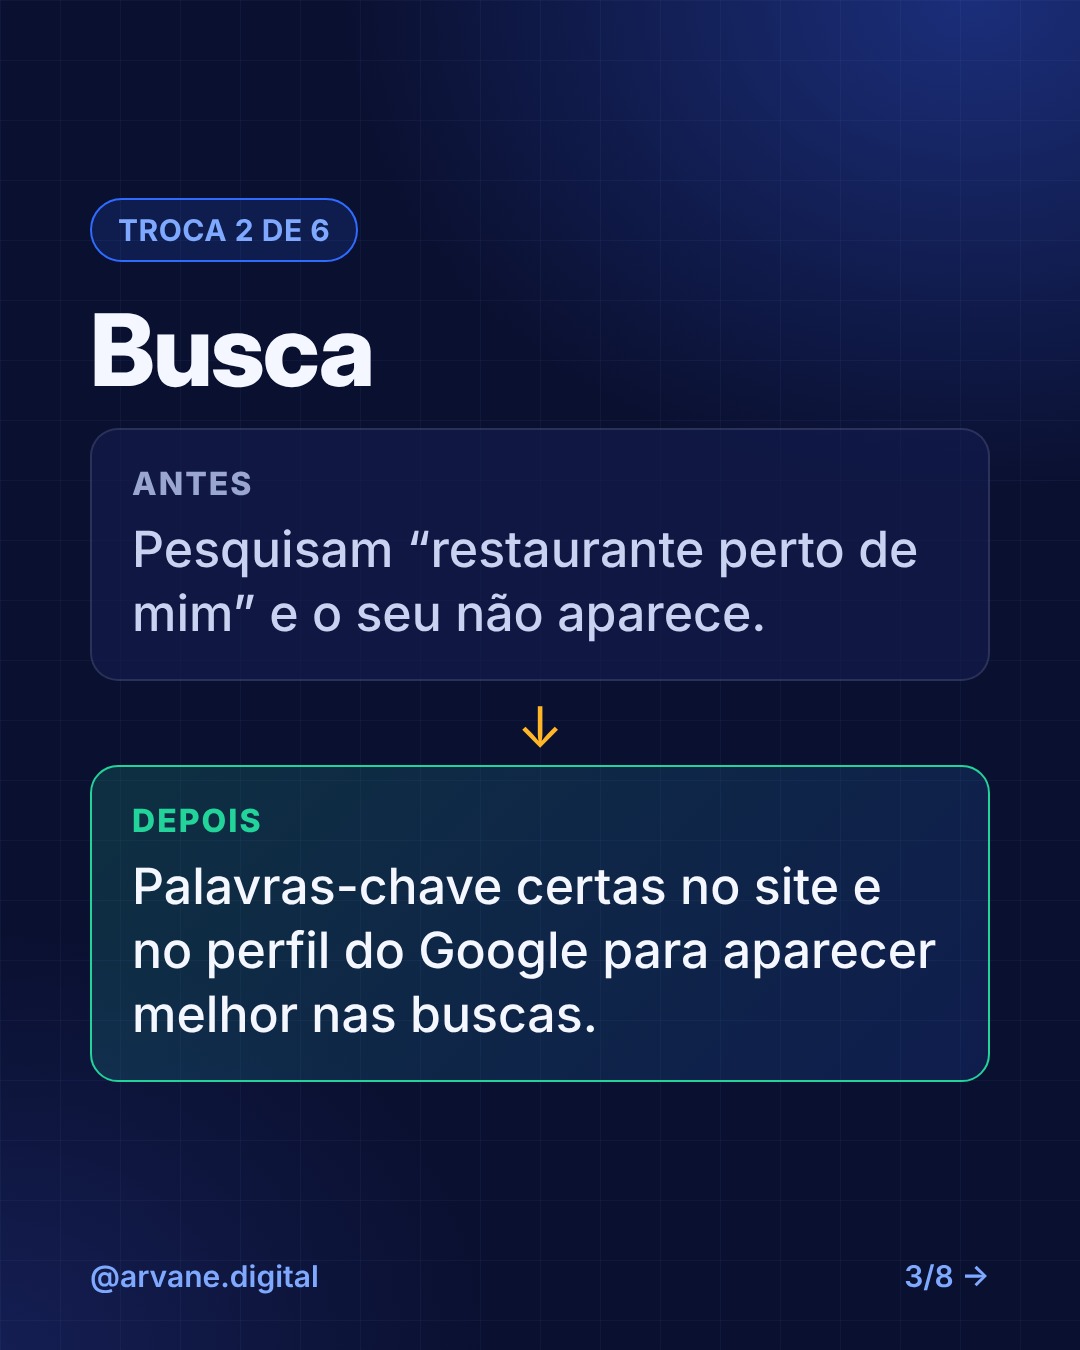 TROCA 2 DE 6
Busca
ANTES
Pesquisam “restaurante perto de
mim” e o seu não aparece.
↓
DEPOIS
Palavras-chave certas no site e
no perfil do Google para aparecer
melhor nas buscas.
@arvane.digital
3/8 →